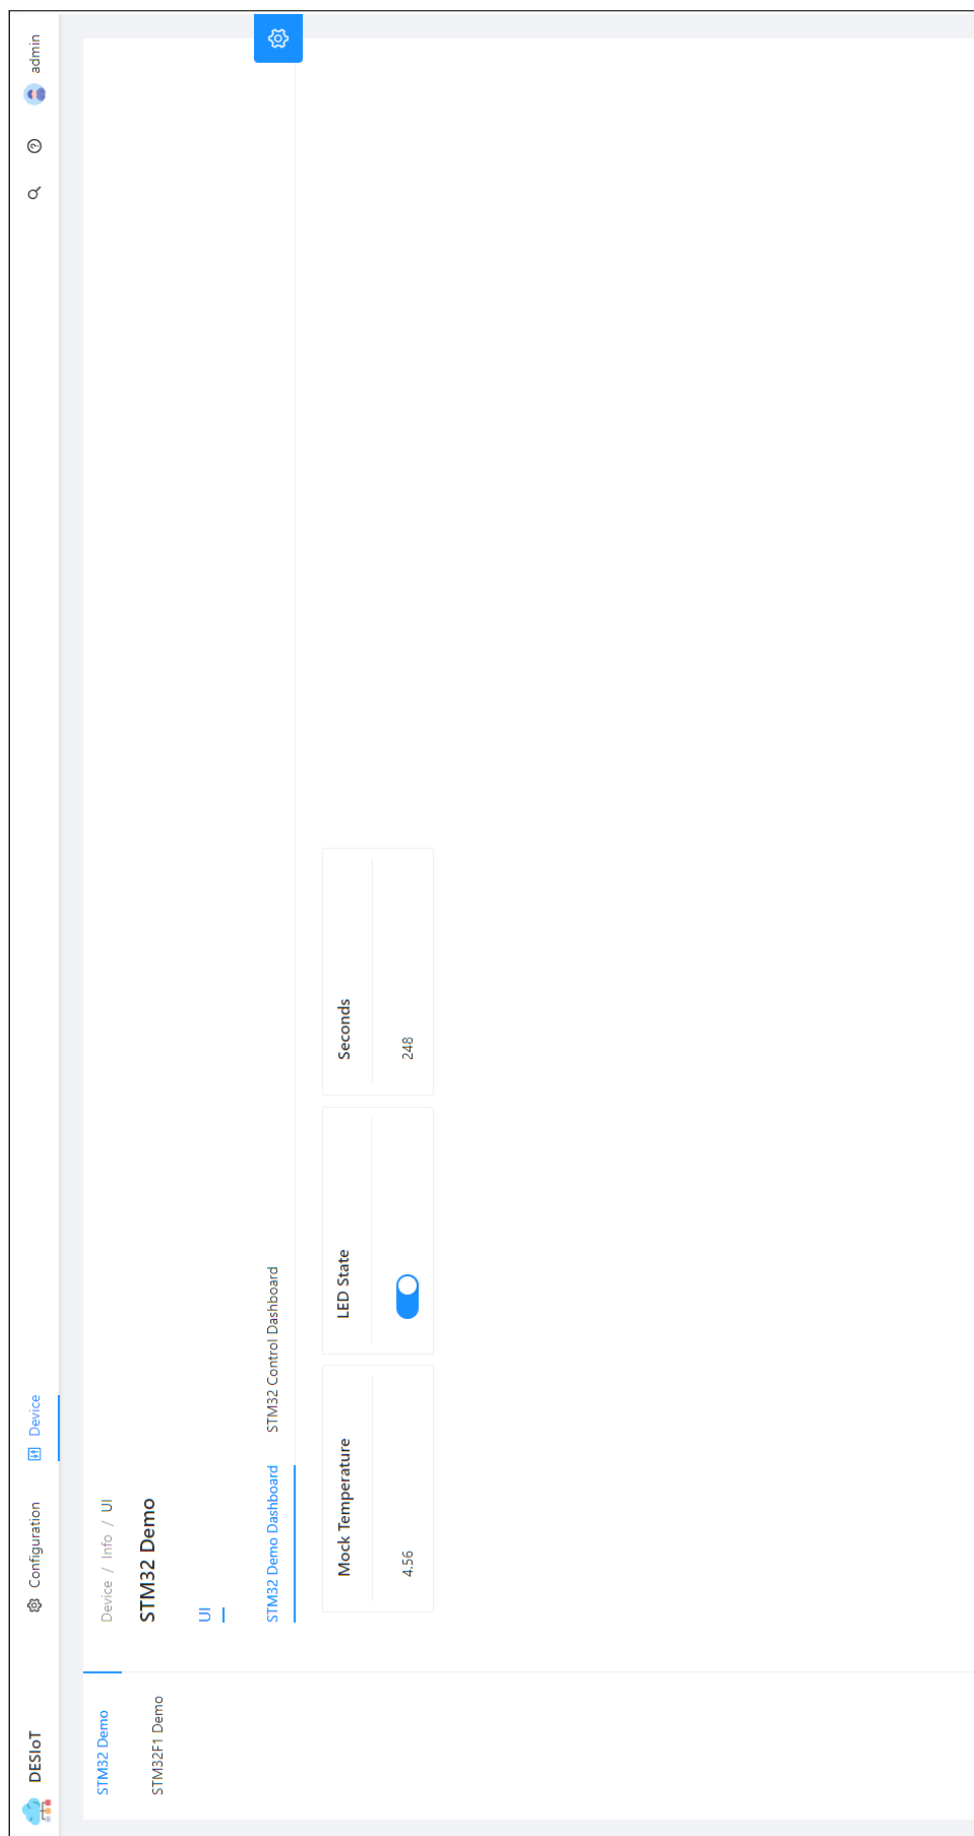 DESIoT
Configuration
Device
admin
STM32 Demo
STM32F1 Demo
Device / Info / UI
STM32 Demo
UI
STM32 Demo Dashboard
STM32 Control Dashboard
Mock Temperature
4.56
LED State
Seconds
248